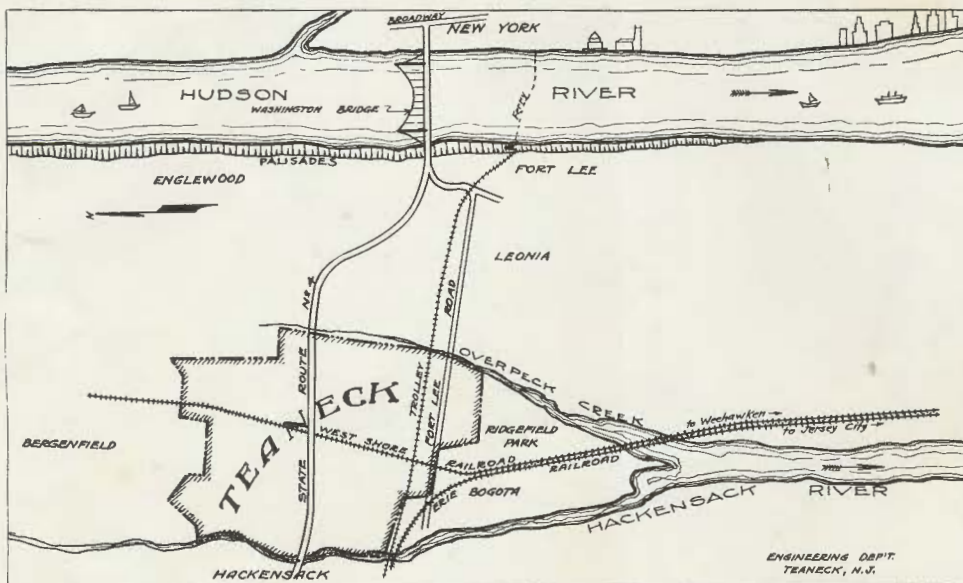 BROADWAY
NEW YORK
HUDSON
RIVER
WASHINGTON BRIDGE
FERRY
PALISADES
FORT LEE
ENGLEWOOD
N
LEONIA
STATE ROUTE No 4
TROLLEY
FORT LEE ROAD
OVERPECK
CREEK
TEANECK
to Weehawken
to Jersey City
BERGENFIELD
WEST SHORE
RAILROAD
RIDGEFIELD
PARK
ERIE
RAILROAD
BOGOTA
HACKENSACK
RIVER
HACKENSACK
ENGINEERING DEP'T.
TEANECK, N.J.